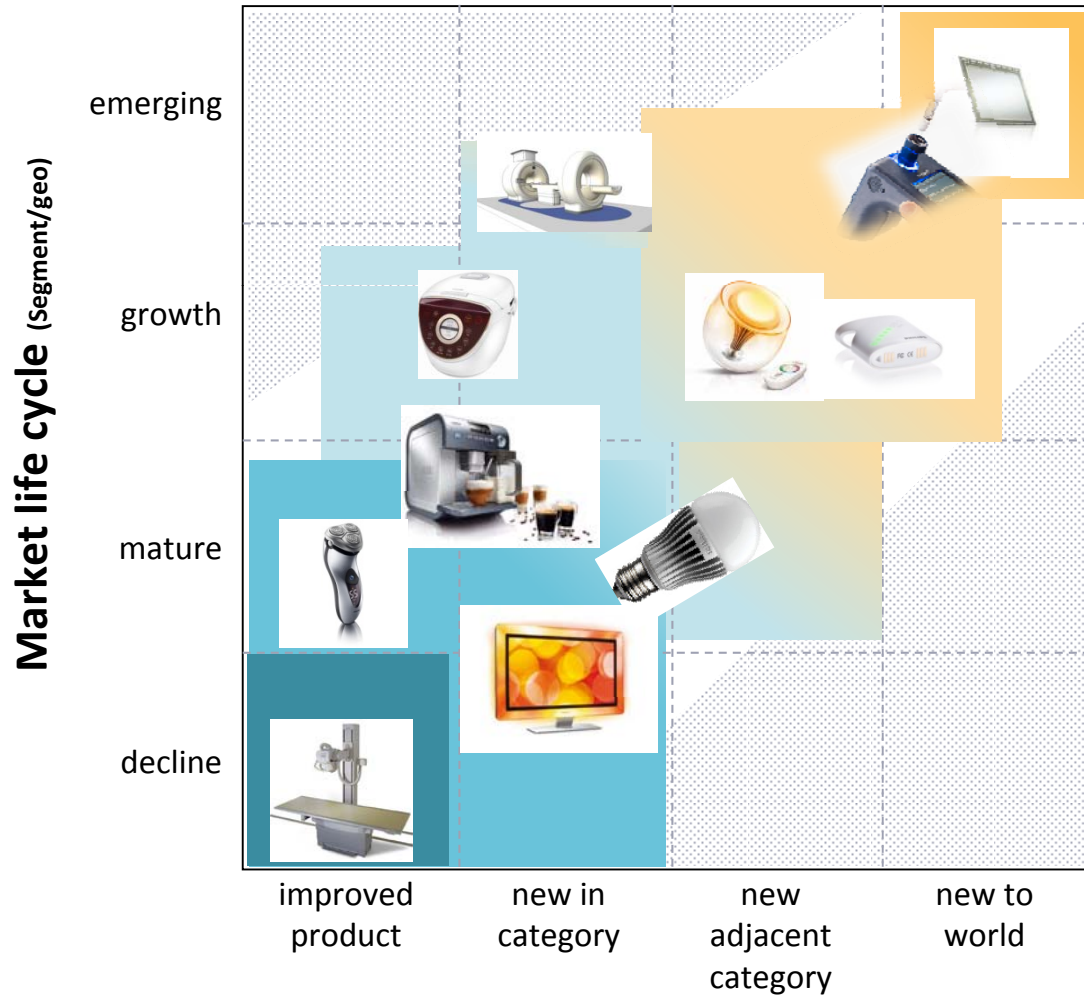 Market life cycle (segment/geo)
emerging
growth
mature
decline
improved
product
new in
category
new
adjacent
category
new to
world